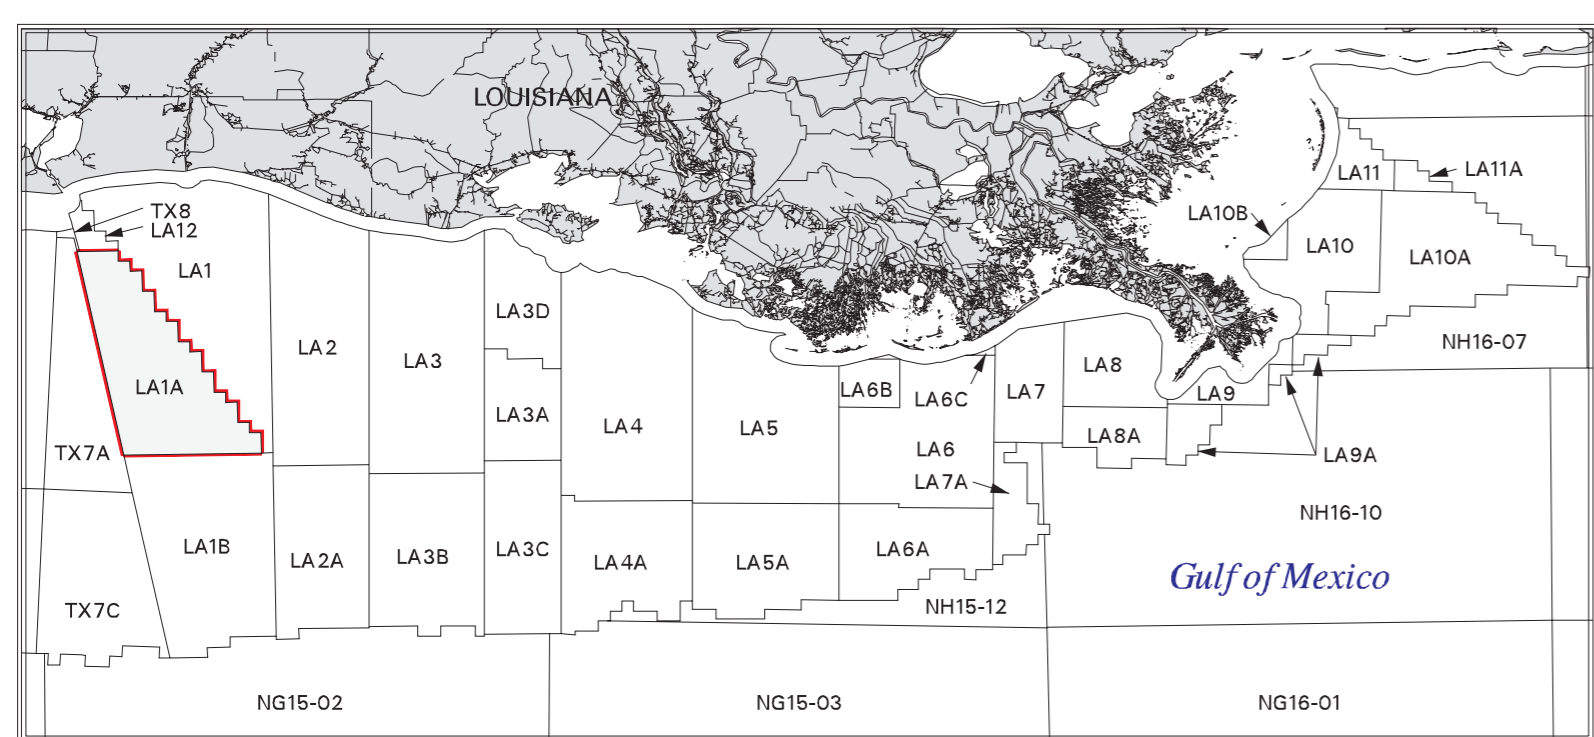 LOUISIANA
LA11
LA11A
TX8
LA12
LA10B
LA1
LA10
LA10A
LA3D
LA2
LA3
NH16-07
LA8
LA1A
LA6B
LA6C
LA7
LA9
LA3A
LA4
LA5
LA8A
TX7A
LA6
LA9A
LA7A
NH16-10
LA1B
LA2A
LA3B
LA3C
LA4A
LA5A
LA6A
Gulf of Mexico
TX7C
NH15-12
NG15-02
NG15-03
NG16-01